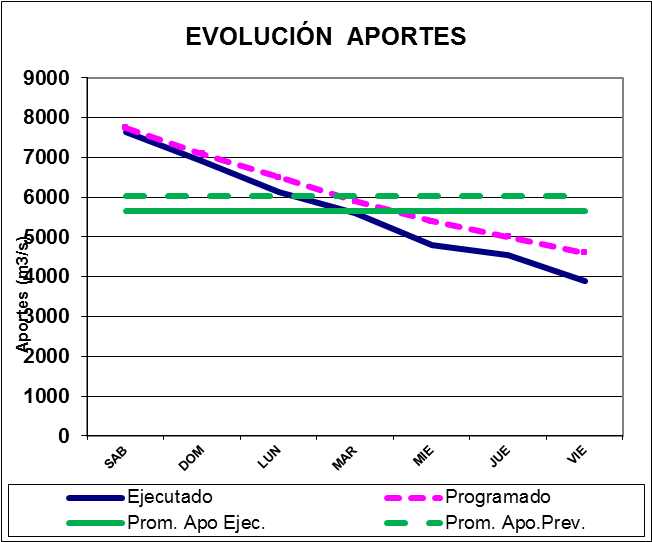 EVOLUCIÓN APORTES
9000
8000
7000
6000
5000
4000
3000
2000
1000
0
Aportes (m3/s)
SAB DOM LUN MAR MIE JUE VIE
Ejecutado Programado
Prom. Apo Ejec. Prom. Apo.Prev.